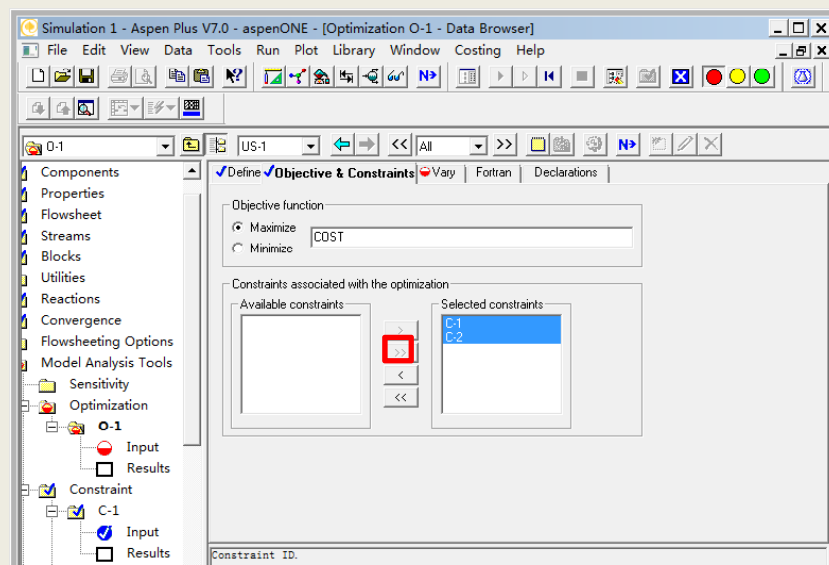 Simulation 1 - Aspen Plus V7.0 - aspenONE - [Optimization O-1 - Data Browser]
File Edit View Data Tools Run Plot Library Window Costing Help
N>
O-1 US-1 << All >> N>
Components
Properties
Flowsheet
Streams
Blocks
Utilities
Reactions
Convergence
Flowsheeting Options
Model Analysis Tools
Sensitivity
Optimization
O-1
Input
Results
Constraint
C-1
Input
Results
Define Objective & Constraints Vary Fortran Declarations
Objective function
Maximize
Minimize
COST
Constraints associated with the optimization
Available constraints
>
>>
<
<<
Selected constraints
C-1
C-2
Constraint ID.